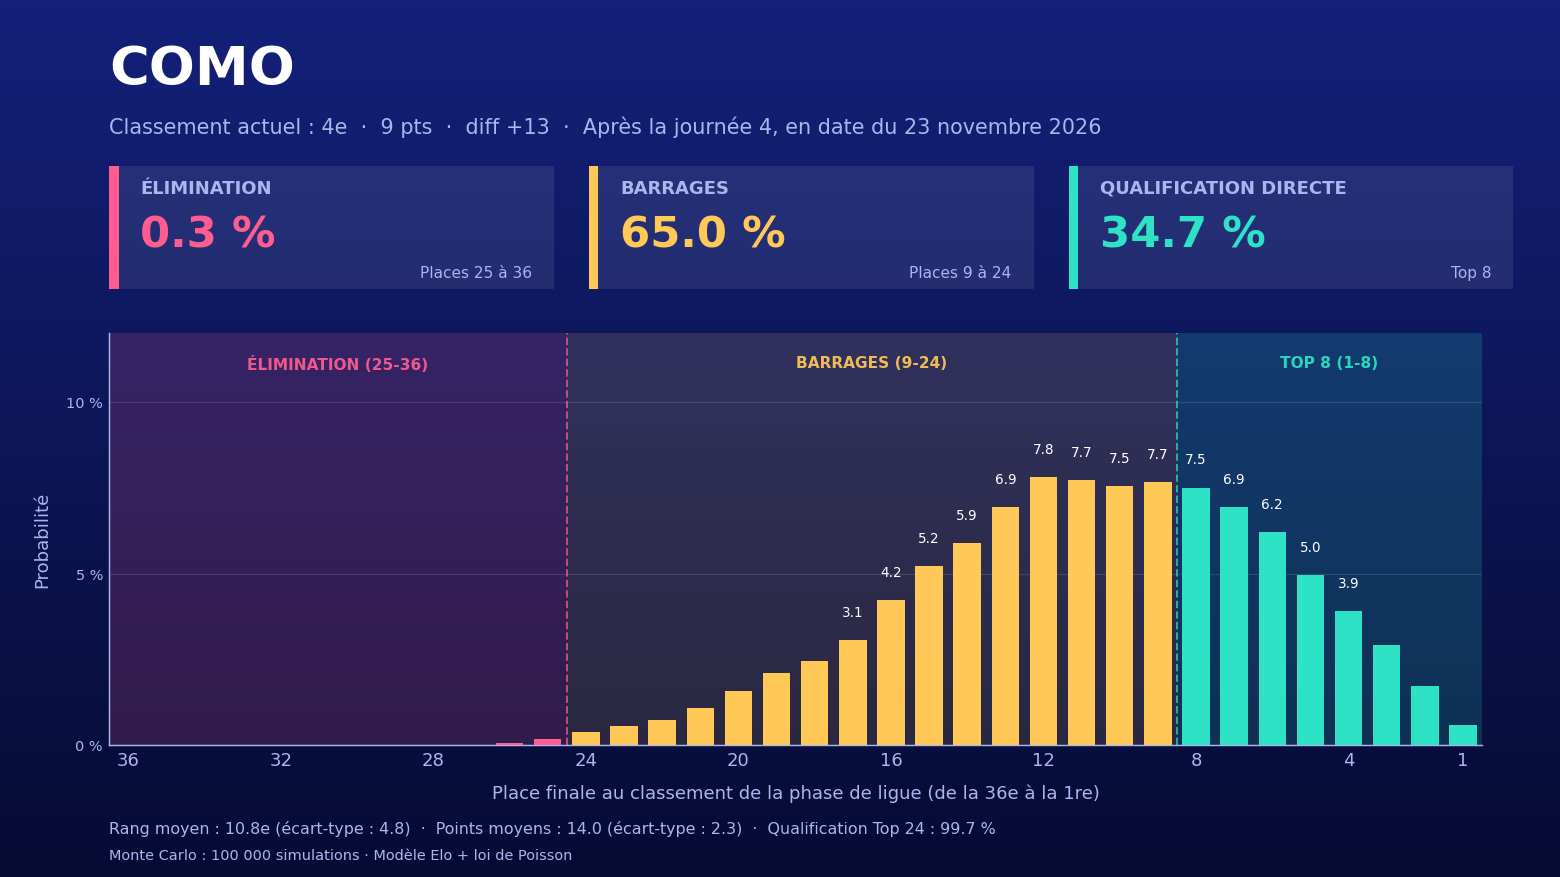 COMO
Classement actuel : 4e · 9 pts · diff +13 · Après la journée 4, en date du 23 novembre 2026
ÉLIMINATION
0.3 %
Places 25 à 36
BARRAGES
65.0 %
Places 9 à 24
QUALIFICATION DIRECTE
34.7 %
Top 8
ÉLIMINATION (25-36)
BARRAGES (9-24)
TOP 8 (1-8)
Probabilité
10 %
5 %
0 %
3.1
4.2
5.2
5.9
6.9
7.8
7.7
7.5
7.7
7.5
6.9
6.2
5.0
3.9
36 32 28 24 20 16 12 8 4 1
Place finale au classement de la phase de ligue (de la 36e à la 1re)
Rang moyen : 10.8e (écart-type : 4.8) · Points moyens : 14.0 (écart-type : 2.3) · Qualification Top 24 : 99.7 %
Monte Carlo : 100 000 simulations · Modèle Elo + loi de Poisson